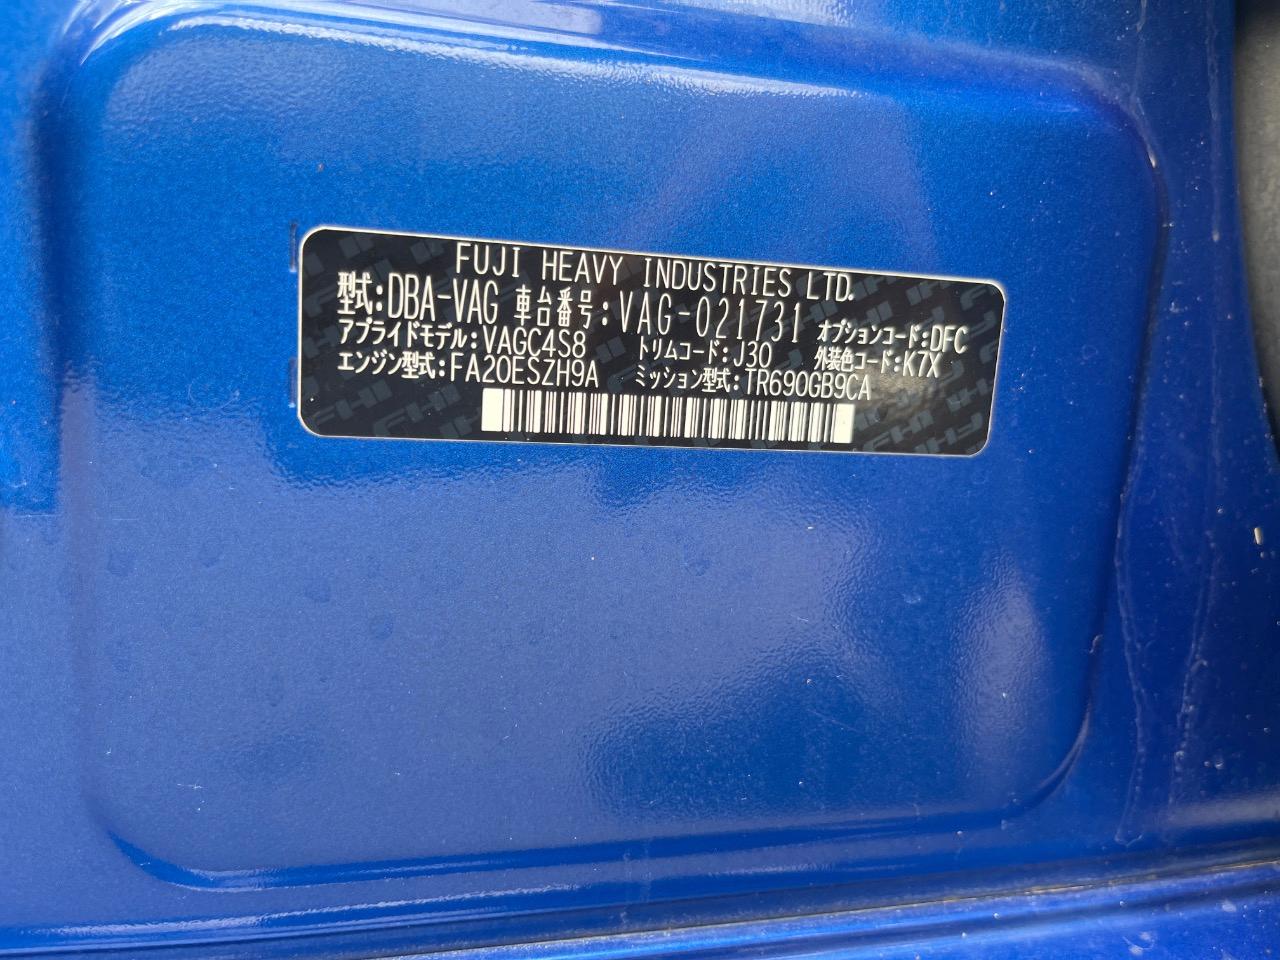 FUJI HEAVY INDUSTRIES LTD.
型式:DBA-VAG 車台番号:VAG-021731 オプションコード:DFC
アプライドモデル:VAGC4S8 トリムコード:J30 外装色コード:K7X
エンジン型式:FA20ESZH9A ミッション型式:TR690GB9CA